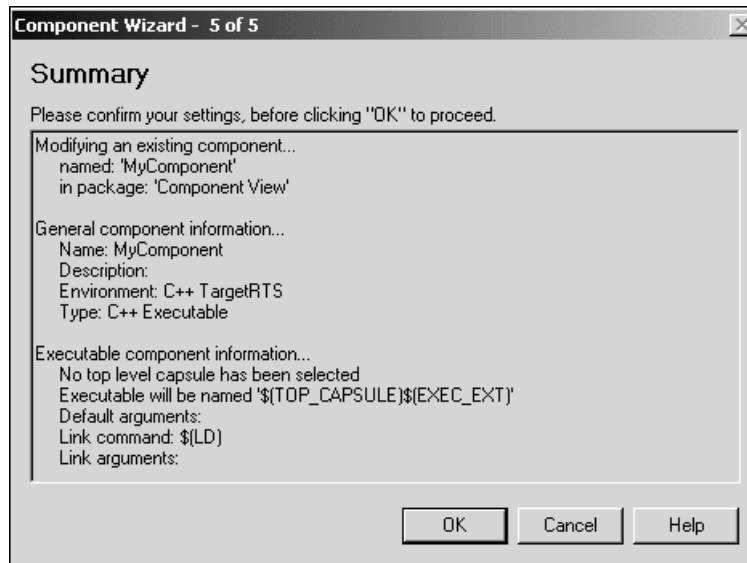 Component Wizard - 5 of 5
Summary
Please confirm your settings, before clicking "OK" to proceed.
Modifying an existing component...
named: 'MyComponent'
in package: 'Component View'
General component information...
Name: MyComponent
Description:
Environment: C++ TargetRTS
Type: C++ Executable
Executable component information...
No top level capsule has been selected
Executable will be named '$(TOP_CAPSULE)$(EXEC_EXT)'
Default arguments:
Link command: $(LD)
Link arguments:
OK Cancel Help